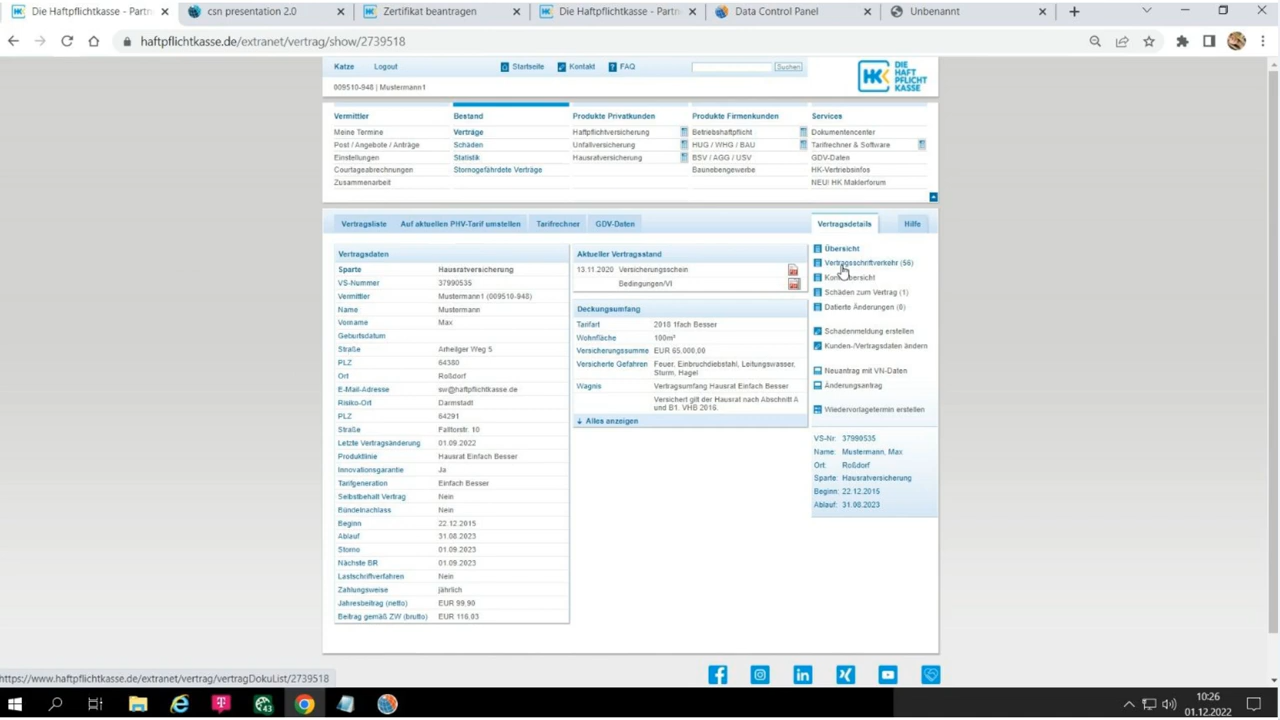 Die Haftpflichtkasse - Partn
csn presentation 2.0
Zertifikat beantragen
Die Haftpflichtkasse - Partn
Data Control Panel
Unbenannt
haftpflichtkasse.de/extranet/vertrag/show/2739518
Katze Logout
Startseite Kontakt FAQ
Suchen
009510-948 | Mustermann1
HK DIE HAFT PFLICHT KASSE
Vermittler
Meine Termine
Post / Angebote / Anträge
Einstellungen
Courtageabrechnungen
Zusammenarbeit
Bestand
Verträge
Schäden
Statistik
Stornogefährdete Verträge
Produkte Privatkunden
Haftpflichtversicherung
Unfallversicherung
Hausratversicherung
Produkte Firmenkunden
Betriebshaftpflicht
HUG / WHG / BAU
BSV / AGG / USV
Baunebengewerbe
Services
Dokumentencenter
Tarifrechner & Software
GDV-Daten
HK-Vertriebsinfos
NEU! HK Maklerforum
Vertragsliste Auf aktuellen PHV-Tarif umstellen Tarifrechner GDV-Daten
Vertragsdetails Hilfe
Vertragsdaten
Sparte Hausratversicherung
VS-Nummer 37990535
Vermittler Mustermann1 (009510-948)
Name Mustermann
Vorname Max
Geburtsdatum
Straße Arheilger Weg 5
PLZ 64380
Ort Roßdorf
E-Mail-Adresse sw@haftpflichtkasse.de
Risiko-Ort Darmstadt
PLZ 64291
Straße Falltorstr. 10
Letzte Vertragsänderung 01.09.2022
Produktlinie Hausrat Einfach Besser
Innovationsgarantie Ja
Tarifgeneration Einfach Besser
Selbstbehalt Vertrag Nein
Bündelnachlass Nein
Beginn 22.12.2015
Ablauf 31.08.2023
Storno 01.09.2023
Nächste BR 01.09.2023
Lastschriftverfahren Nein
Zahlungsweise jährlich
Jahresbeitrag (netto) EUR 99,90
Beitrag gemäß ZW (brutto) EUR 116,03
Aktueller Vertragsstand
13.11.2020 Versicherungsschein
Bedingungen/VI
Deckungsumfang
Tarifart 2018 1fach Besser
Wohnfläche 100m²
Versicherungssumme EUR 65.000,00
Versicherte Gefahren Feuer, Einbruchdiebstahl, Leitungswasser,
Sturm, Hagel
Wagnis Vertragsumfang Hausrat Einfach Besser
Versichert gilt der Hausrat nach Abschnitt A
und B1. VHB 2016.
Alles anzeigen
Übersicht
Vertragsschriftverkehr (56)
Schäden zum Vertrag (1)
Datierte Änderungen (0)
Schadenmeldung erstellen
Kunden-/Vertragsdaten ändern
Neuantrag mit VN-Daten
Änderungsantrag
Wiedervorlagetermin erstellen
VS-Nr: 37990535
Name: Mustermann, Max
Ort: Roßdorf
Sparte: Hausratversicherung
Beginn: 22.12.2015
Ablauf: 31.08.2023
https://www.haftpflichtkasse.de/extranet/vertrag/vertragDokuList/2739518
10:26
01.12.2022